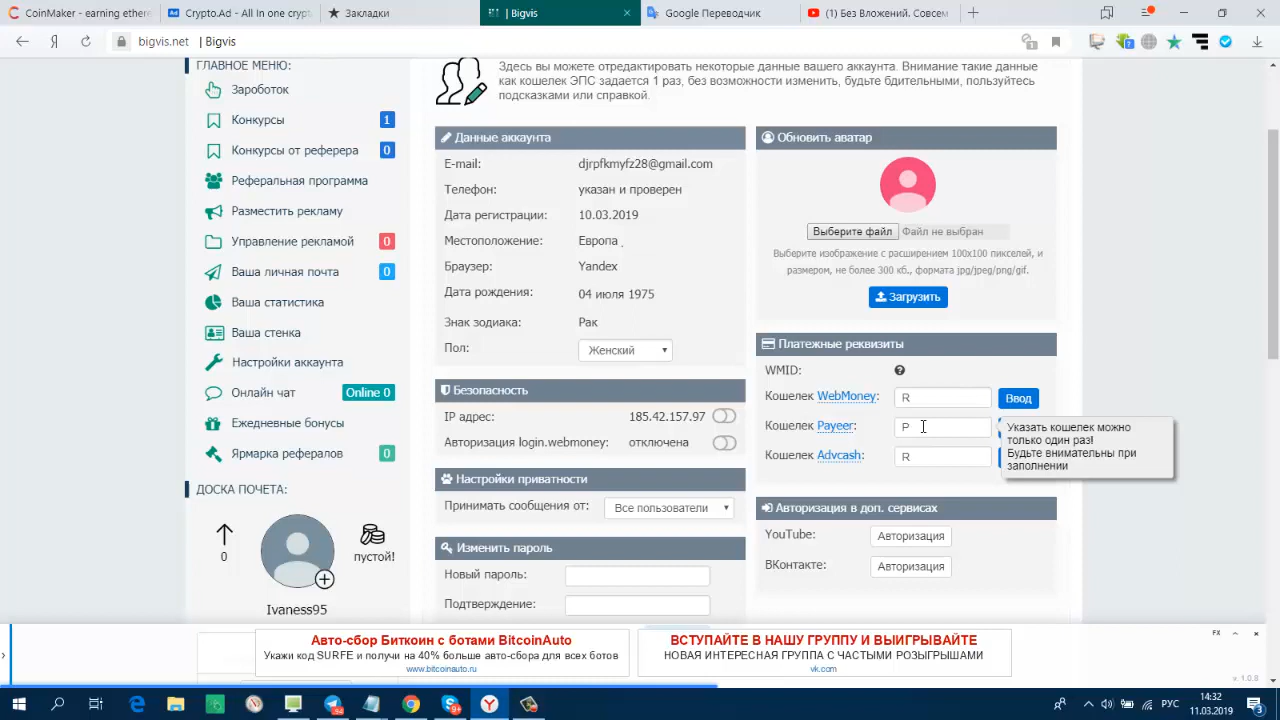 CoinMaker - earning ethere
Crypto.Ad - All In one crypt
Закладки
| Bigvis
Google Переводчик
(1) Без Вложений. Совсем
bigvis.net
| Bigvis
ГЛАВНОЕ МЕНЮ:
Зароботок
Конкурсы 1
Конкурсы от реферера 0
Реферальная программа
Разместить рекламу
Управление рекламой 0
Ваша личная почта 0
Ваша статистика
Ваша стенка
Настройки аккаунта
Онлайн чат Online 0
Ежедневные бонусы
Ярмарка рефералов 0
ДОСКА ПОЧЕТА:
0
пустой!
Ivaness95
Здесь вы можете отредактировать некоторые данные вашего аккаунта. Внимание такие данные
как кошелек ЭПС задается 1 раз, без возможности изменить, будьте бдительными, пользуйтесь
подсказками или справкой.
Данные аккаунта
E-mail: djrpfkmyfz28@gmail.com
Телефон: указан и проверен
Дата регистрации: 10.03.2019
Местоположение: Европа ,
Браузер: Yandex
Дата рождения: 04 июля 1975
Знак зодиака: Рак
Пол: Женский
Безопасность
IP адрес: 185.42.157.97
Авторизация login.webmoney: отключена
Настройки приватности
Принимать сообщения от: Все пользователи
Изменить пароль
Новый пароль:
Подтверждение:
Обновить аватар
Выберите файл Файл не выбран
Выберите изображение с расширением 100x100 пикселей, и
размером, не более 300 кб., формата jpg/jpeg/png/gif.
Загрузить
Платежные реквизиты
WMID:
Кошелек WebMoney: R Ввод
Кошелек Payeer: P
Кошелек Advcash: R
Указать кошелек можно
только один раз!
Будьте внимательны при
заполнении
Авторизация в доп. сервисах
YouTube: Авторизация
ВКонтакте: Авторизация
Авто-сбор Биткоин с ботами BitcoinAuto
Укажи код SURFE и получи на 40% больше авто-сбора для всех ботов
www.bitcoinauto.ru
ВСТУПАЙТЕ В НАШУ ГРУППУ И ВЫИГРЫВАЙТЕ
НОВАЯ ИНТЕРЕСНАЯ ГРУППА С ЧАСТЫМИ РОЗЫГРЫШАМИ
vk.com
FX
v. 1.0.8
РУС
14:32
11.03.2019
3